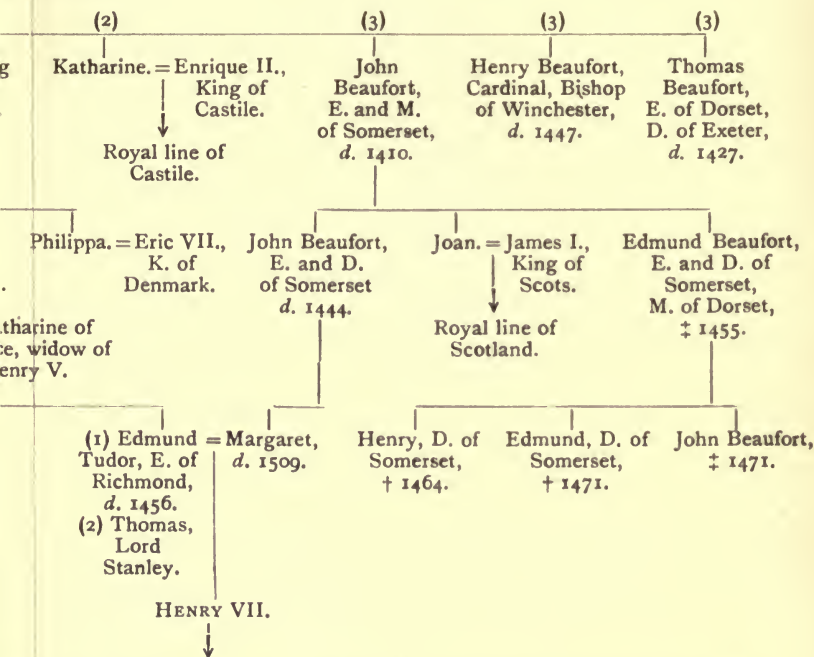 (2) (3) (3) (3)
g
Katharine. = Enrique II.,
King of
Castile.
Royal line of
Castile.
John
Beaufort,
E. and M.
of Somerset,
d. 1410.
Henry Beaufort,
Cardinal, Bishop
of Winchester,
d. 1447.
Thomas
Beaufort,
E. of Dorset,
D. of Exeter,
d. 1427.
Philippa. = Eric VII.,
K. of
Denmark.
John Beaufort,
E. and D.
of Somerset
d. 1444.
Joan. = James I.,
King of
Scots.
Royal line of
Scotland.
Edmund Beaufort,
E. and D. of
Somerset,
M. of Dorset,
‡ 1455.
tharine of
ce, widow of
enry V.
(1) Edmund = Margaret,
Tudor, E. of d. 1509.
Richmond,
d. 1456.
(2) Thomas,
Lord
Stanley.
Henry, D. of
Somerset,
† 1464.
Edmund, D. of
Somerset,
† 1471.
John Beaufort,
‡ 1471.
HENRY VII.